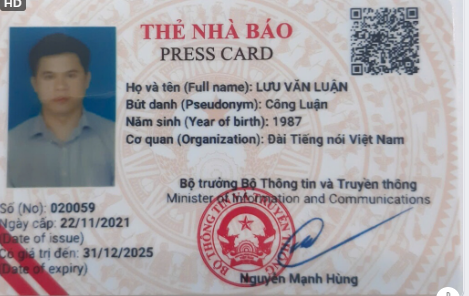 HD
THẺ NHÀ BÁO
PRESS CARD
Họ và tên (Full name): LƯU VĂN LUẬN
Bút danh (Pseudonym): Công Luận
Năm sinh (Year of birth): 1987
Cơ quan (Organization): Đài Tiếng nói Việt Nam
Bộ trưởng Bộ Thông tin và Truyền thông
Minister of Information and Communications
Số (No): 020059
Ngày cấp: 22/11/2021
(Date of issue)
Có giá trị đến: 31/12/2025
(Date of expiry)
BỘ THÔNG TIN VÀ TRUYỀN THÔNG
Nguyễn Mạnh Hùng